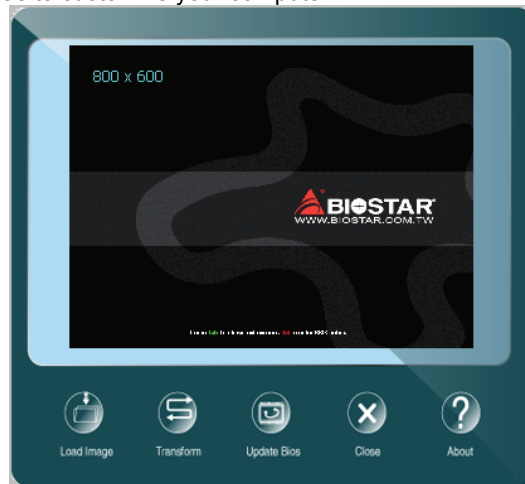 800 x 600
BIOSTAR
WWW.BIOSTAR.COM.TW
Load Image
Transform
Update Bios
Close
About